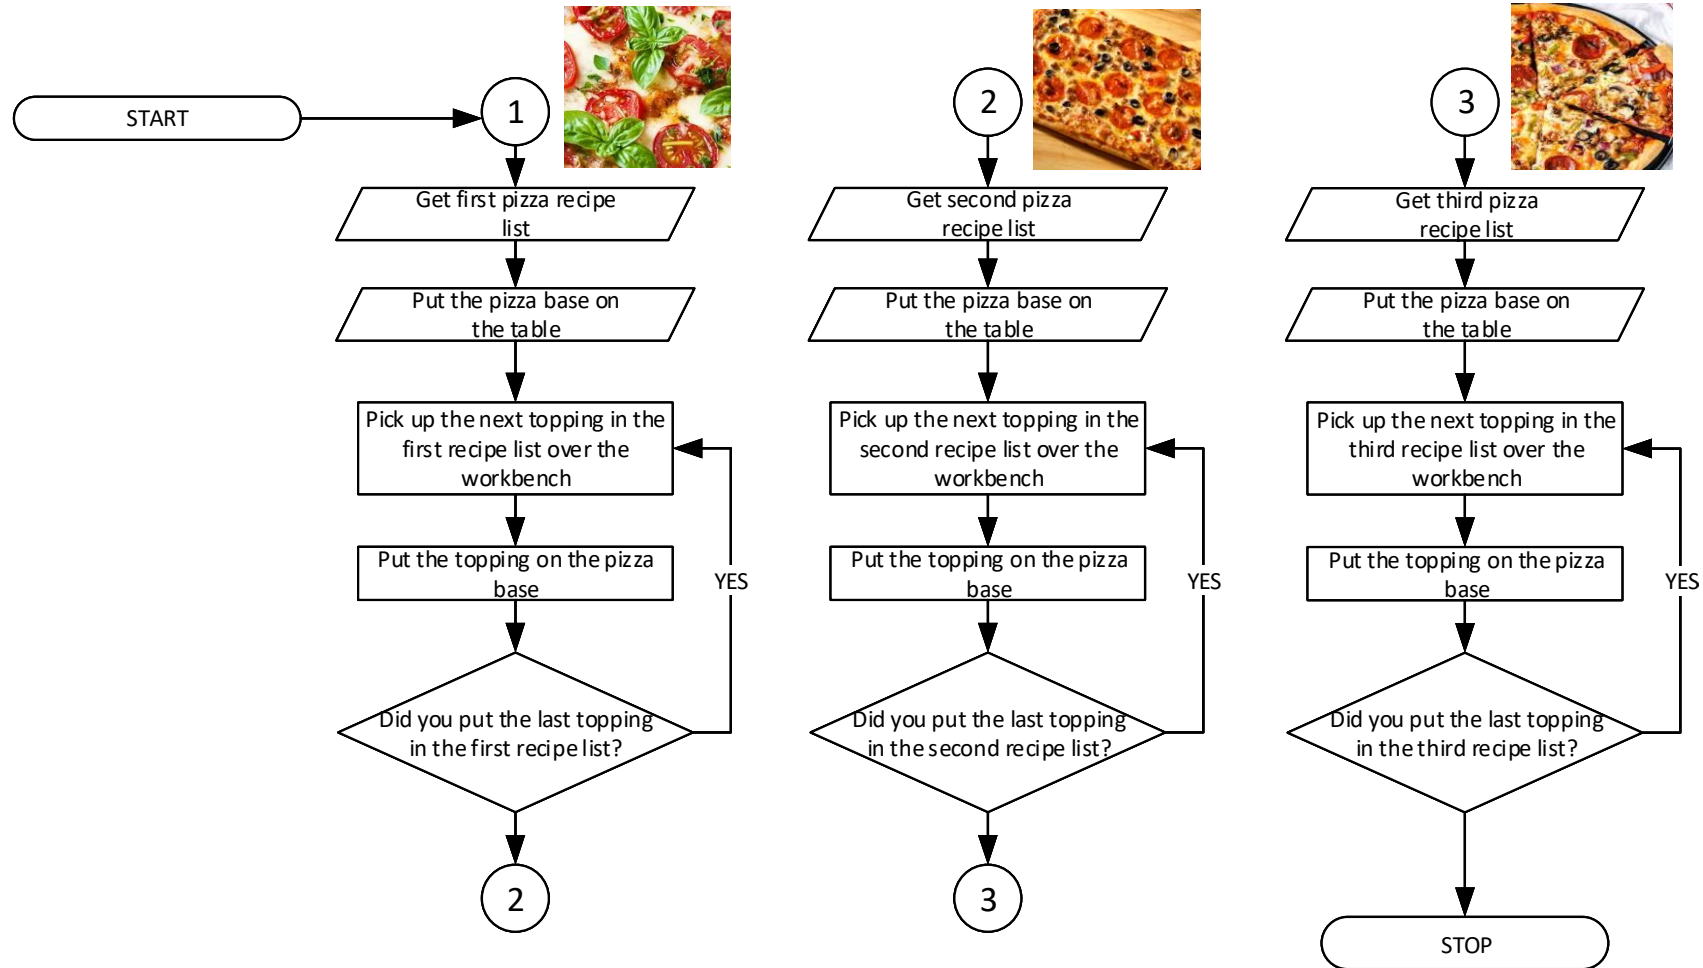 START
1
Get first pizza recipe
list
Put the pizza base on
the table
Pick up the next topping in the
first recipe list over the
workbench
Put the topping on the pizza
base
YES
Did you put the last topping
in the first recipe list?
2
2
Get second pizza
recipe list
Put the pizza base on
the table
Pick up the next topping in the
second recipe list over the
workbench
Put the topping on the pizza
base
YES
Did you put the last topping
in the second recipe list?
3
3
Get third pizza
recipe list
Put the pizza base on
the table
Pick up the next topping in the
third recipe list over the
workbench
Put the topping on the pizza
base
YES
Did you put the last topping
in the third recipe list?
STOP